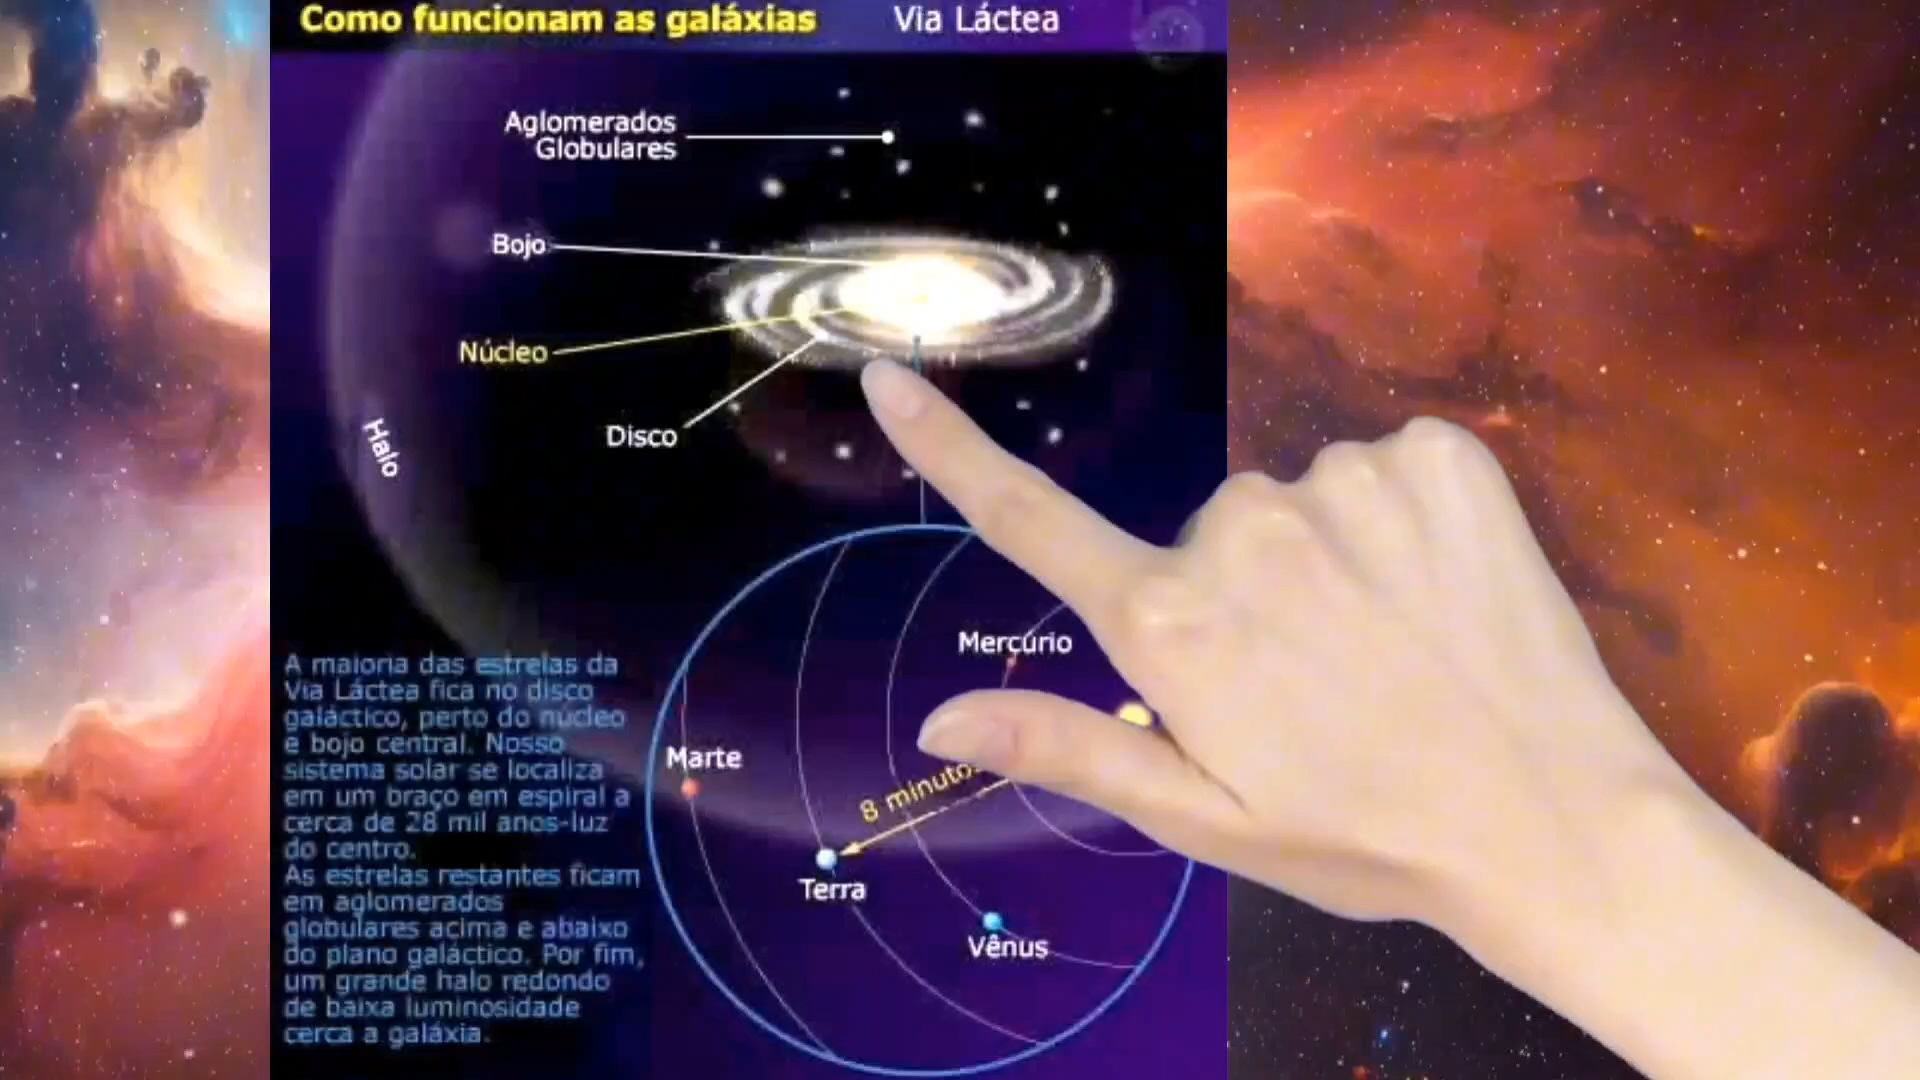 Como funcionam as galáxias Via Láctea
Aglomerados
Globulares
Bojo
Núcleo
Disco
Halo
Mercúrio
Marte
8 minutos
Terra
Vênus
A maioria das estrelas da
Via Láctea fica no disco
galáctico, perto do núcleo
e bojo central. Nosso
sistema solar se localiza
em um braço em espiral a
cerca de 28 mil anos-luz
do centro.
As estrelas restantes ficam
em aglomerados
globulares acima e abaixo
do plano galáctico. Por fim,
um grande halo redondo
de baixa luminosidade
cerca a galáxia.